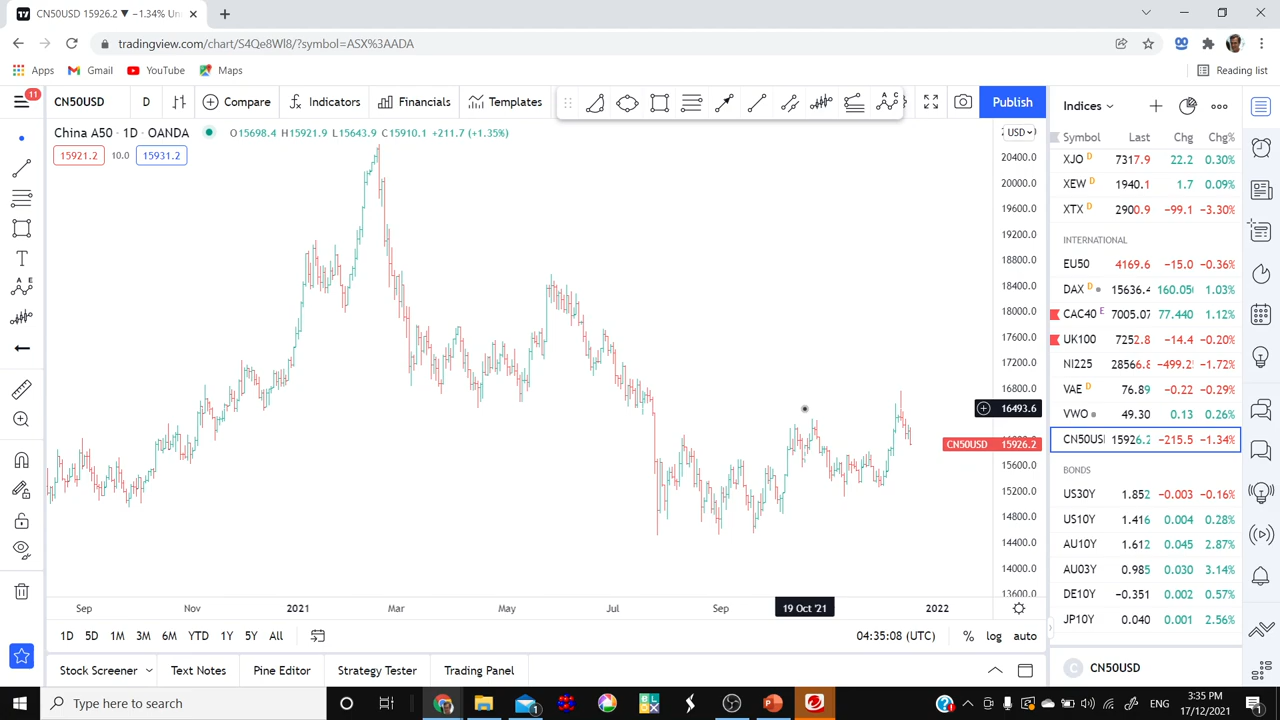 CN50USD 15926.2 ▼ −1.34% Un
tradingview.com/chart/S4Qe8Wl8/?symbol=ASX%3AADA
Apps Gmail YouTube Maps Reading list
11
CN50USD D Compare Indicators Financials Templates Publish
China A50 · 1D · OANDA O15698.4 H15921.9 L15643.9 C15910.1 +211.7 (+1.35%)
15921.2 10.0 15931.2
USD
20400.0
20000.0
19600.0
19200.0
18800.0
18400.0
18000.0
17600.0
17200.0
16800.0
16493.6
CN50USD 15926.2
15600.0
15200.0
14800.0
14400.0
14000.0
13600.0
Sep Nov 2021 Mar May Jul Sep 19 Oct '21 2022
1D 5D 1M 3M 6M YTD 1Y 5Y All 04:35:08 (UTC) % log auto
Stock Screener Text Notes Pine Editor Strategy Tester Trading Panel
Indices
Symbol Last Chg Chg%
XJO D 7317.9 22.2 0.30%
XEW D 1940.1 1.7 0.09%
XTX D 2900.9 −99.1 −3.30%
INTERNATIONAL
EU50 4169.6 −15.0 −0.36%
DAX D 15636.4 160.050 1.03%
CAC40 E 7005.07 77.440 1.12%
UK100 7252.8 −14.4 −0.20%
NI225 28566.8 −499.2 −1.72%
VAE D 76.89 −0.22 −0.29%
VWO 49.30 0.13 0.26%
CN50US 15926.2 −215.5 −1.34%
BONDS
US30Y 1.852 −0.003 −0.16%
US10Y 1.416 0.004 0.28%
AU10Y 1.612 0.045 2.87%
AU03Y 0.985 0.030 3.14%
DE10Y −0.351 0.002 0.57%
JP10Y 0.040 0.001 2.56%
C CN50USD
Type here to search
ENG
3:35 PM
17/12/2021